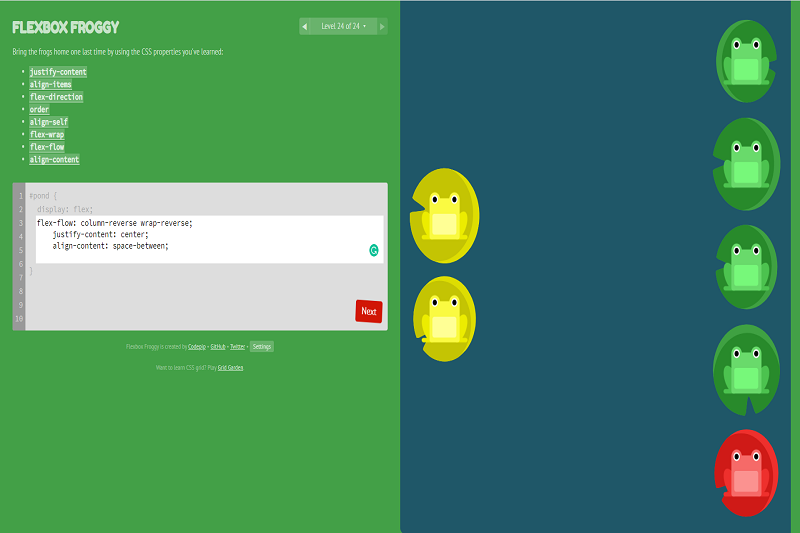 FLEXBOX FROGGY
Level 24 of 24
Bring the frogs home one last time by using the CSS properties you've learned:
justify-content
align-items
flex-direction
order
align-self
flex-wrap
flex-flow
align-content
1 #pond {
2 display: flex;
3 flex-flow: column-reverse wrap-reverse;
4 justify-content: center;
5 align-content: space-between;
6
7 }
8
9
10
Next
Flexbox Froggy is created by Codepip • GitHub • Twitter • Settings
Want to learn CSS grid? Play Grid Garden.